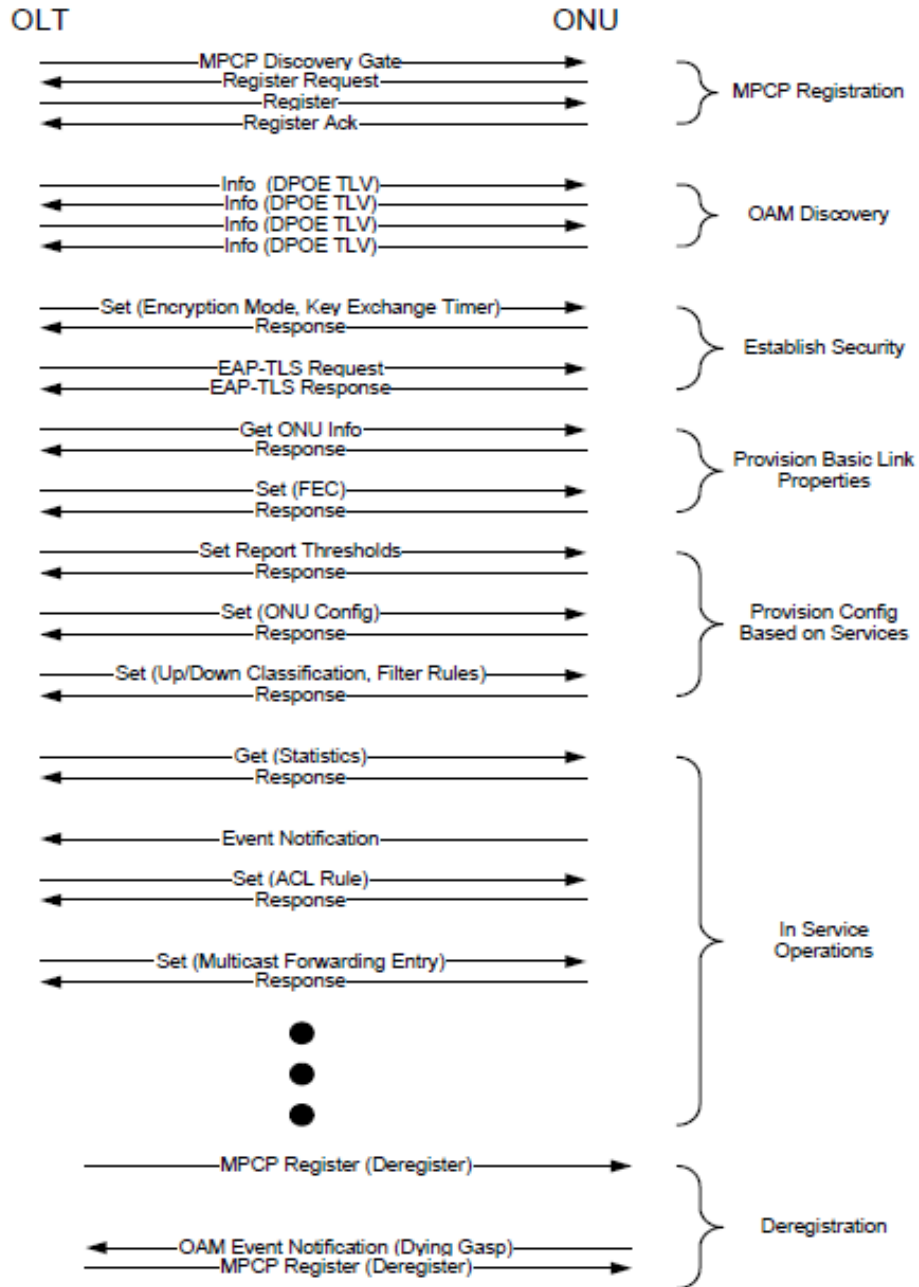 OLT
ONU
MPCP Discovery Gate
Register Request
Register
Register Ack
MPCP Registration
Info (DPOE TLV)
Info (DPOE TLV)
Info (DPOE TLV)
Info (DPOE TLV)
OAM Discovery
Set (Encryption Mode, Key Exchange Timer)
Response
EAP-TLS Request
EAP-TLS Response
Establish Security
Get ONU Info
Response
Set (FEC)
Response
Provision Basic Link
Properties
Set Report Thresholds
Response
Set (ONU Config)
Response
Set (Up/Down Classification, Filter Rules)
Response
Provision Config
Based on Services
Get (Statistics)
Response
Event Notification
Set (ACL Rule)
Response
Set (Multicast Forwarding Entry)
Response
In Service
Operations
MPCP Register (Deregister)
OAM Event Notification (Dying Gasp)
MPCP Register (Deregister)
Deregistration